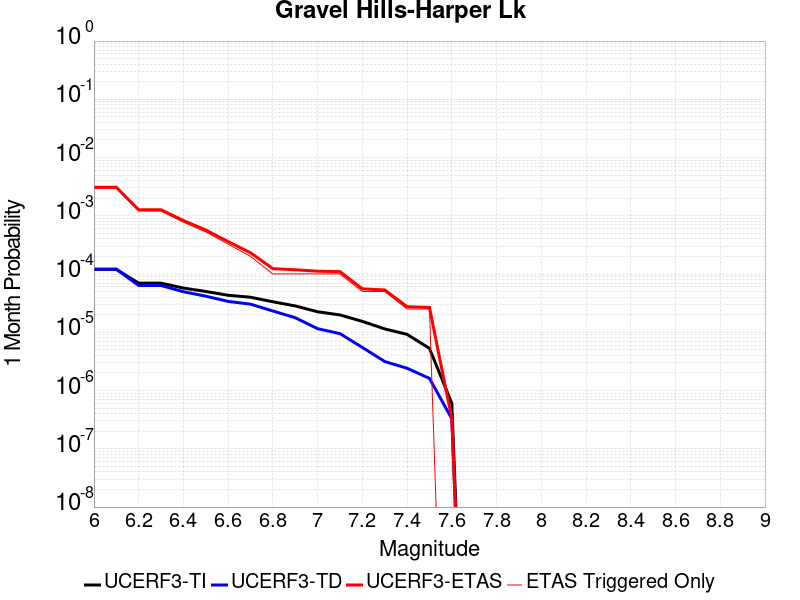 Gravel Hills-Harper Lk
10^0
10^-1
10^-2
10^-3
10^-4
10^-5
10^-6
10^-7
10^-8
1 Month Probability
6 6.2 6.4 6.6 6.8 7 7.2 7.4 7.6 7.8 8 8.2 8.4 8.6 8.8 9
Magnitude
UCERF3-TI UCERF3-TD UCERF3-ETAS ETAS Triggered Only